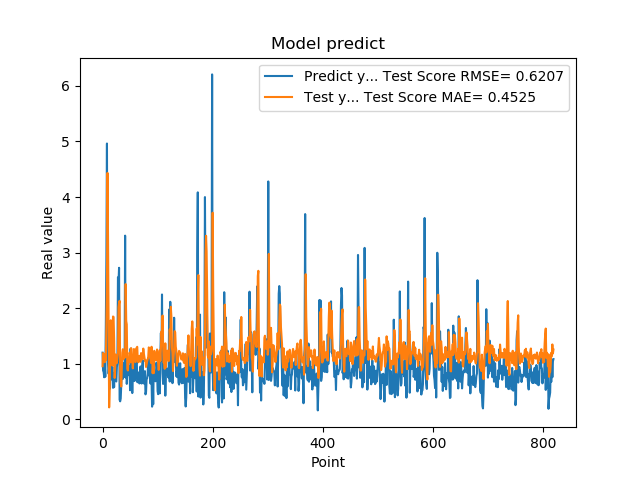 Model predict
Predict y... Test Score RMSE= 0.6207
Test y... Test Score MAE= 0.4525
Real value
6
5
4
3
2
1
0
0 200 400 600 800
Point